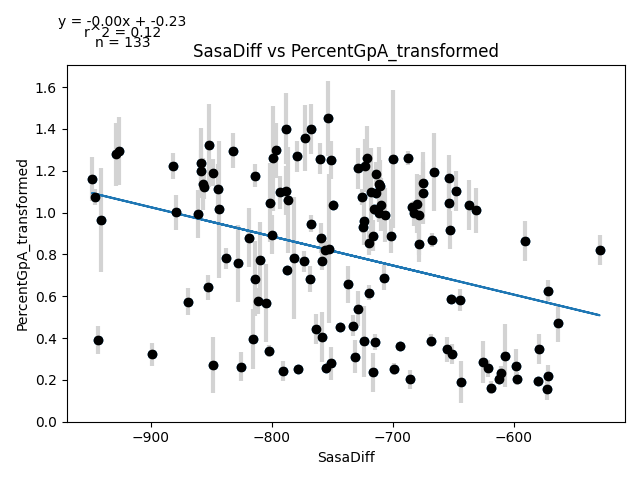 y = -0.00x + -0.23
r^2 = 0.12
n = 133
SasaDiff vs PercentGpA_transformed
PercentGpA_transformed
1.6
1.4
1.2
1.0
0.8
0.6
0.4
0.2
0.0
−900
−800
−700
−600
SasaDiff